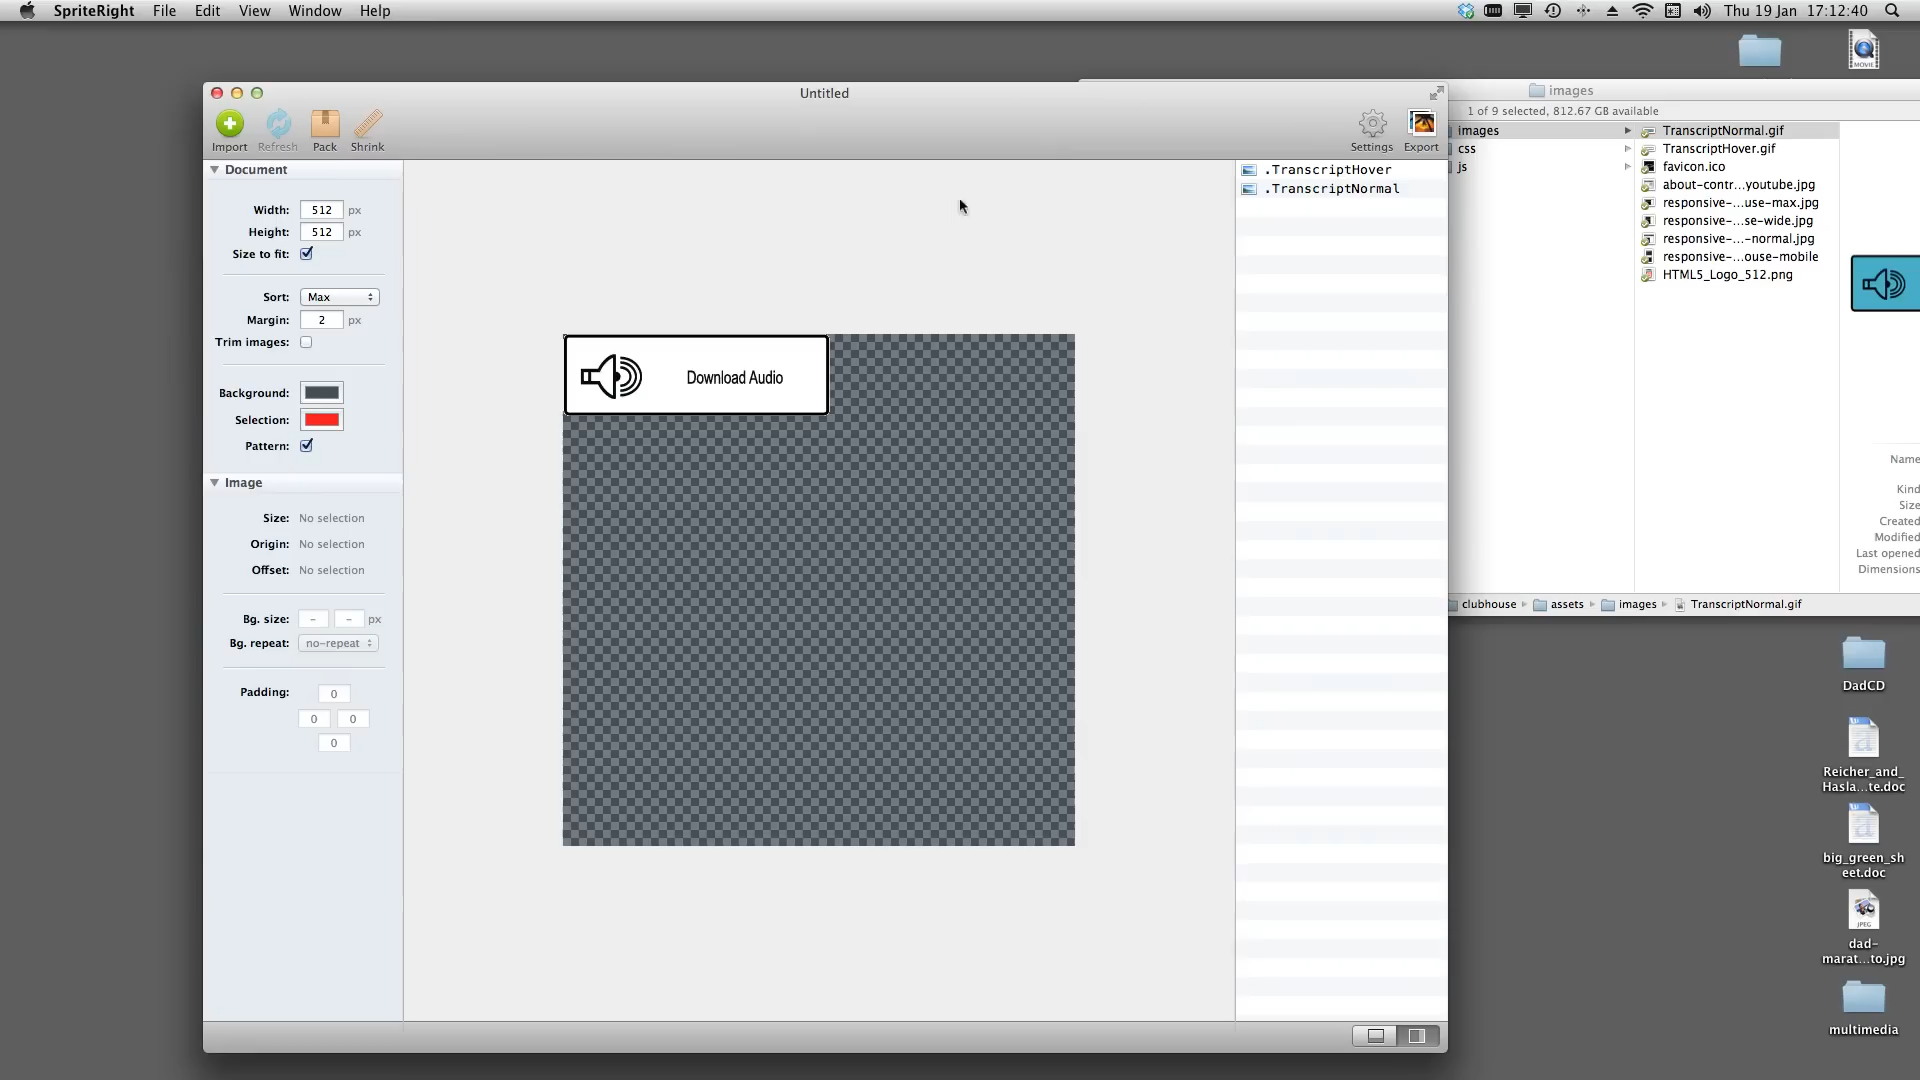 SpriteRight File Edit View Window Help
Thu 19 Jan 17:12:40
Untitled
Import Refresh Pack Shrink
Settings Export
Document
Width: 512 px
Height: 512 px
Size to fit:
Sort: Max
Margin: 2 px
Trim images:
Background:
Selection:
Pattern:
Image
Size: No selection
Origin: No selection
Offset: No selection
Bg. size: - - px
Bg. repeat: no-repeat
Padding: 0
0 0
0
Download Audio
.TranscriptHover
.TranscriptNormal
MOVIE
images
1 of 9 selected, 812.67 GB available
images
css
js
TranscriptNormal.gif
TranscriptHover.gif
favicon.ico
about-contr...youtube.jpg
responsive-...use-max.jpg
responsive-...se-wide.jpg
responsive-...-normal.jpg
responsive-...ouse-mobile
HTML5_Logo_512.png
Name
Kind
Size
Created
Modified
Last opened
Dimensions
clubhouse assets images TranscriptNormal.gif
DadCD
Reicher_and_
Hasla...te.doc
big_green_sh
eet.doc
JPEG
dad-
marat...to.jpg
multimedia